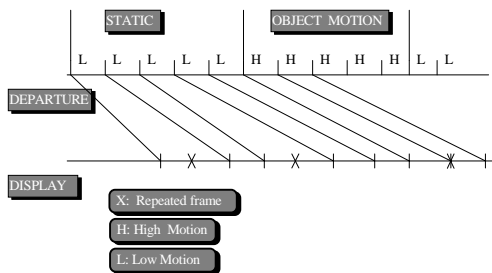 STATIC OBJECT MOTION
L L L L L H H H H H L L
DEPARTURE
DISPLAY
X: Repeated frame
H: High Motion
L: Low Motion